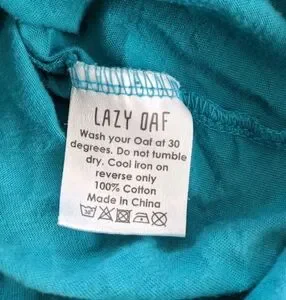 LAZY OAF
Wash your Oaf at 30
degrees. Do not tumble
dry. Cool iron on
reverse only
100% Cotton
Made in China